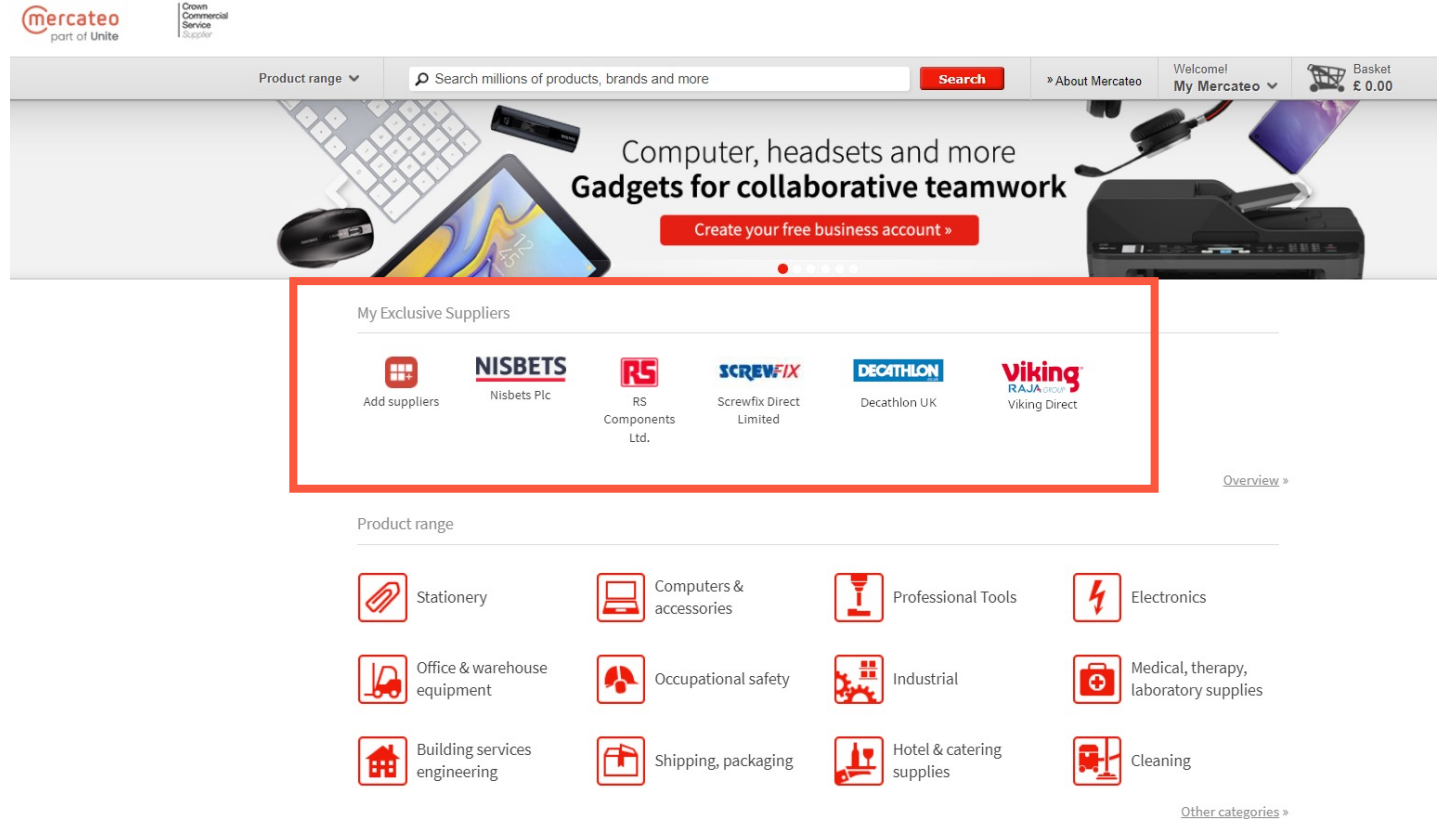 mercateo
part of Unite
Crown
Commercial
Service
Supplier
Product range
Search millions of products, brands and more
Search
» About Mercateo
Welcome!
My Mercateo
Basket
£ 0.00
Computer, headsets and more
Gadgets for collaborative teamwork
Create your free business account »
12
45
My Exclusive Suppliers
Add suppliers
NISBETS
Nisbets Plc
RS
RS
Components
Ltd.
SCREWFIX
Screwfix Direct
Limited
DECATHLON
Decathlon UK
Viking
RAJA GROUP
Viking Direct
Overview »
Product range
Stationery
Computers &
accessories
Professional Tools
Electronics
Office & warehouse
equipment
Occupational safety
Industrial
Medical, therapy,
laboratory supplies
Building services
engineering
Shipping, packaging
Hotel & catering
supplies
Cleaning
Other categories »